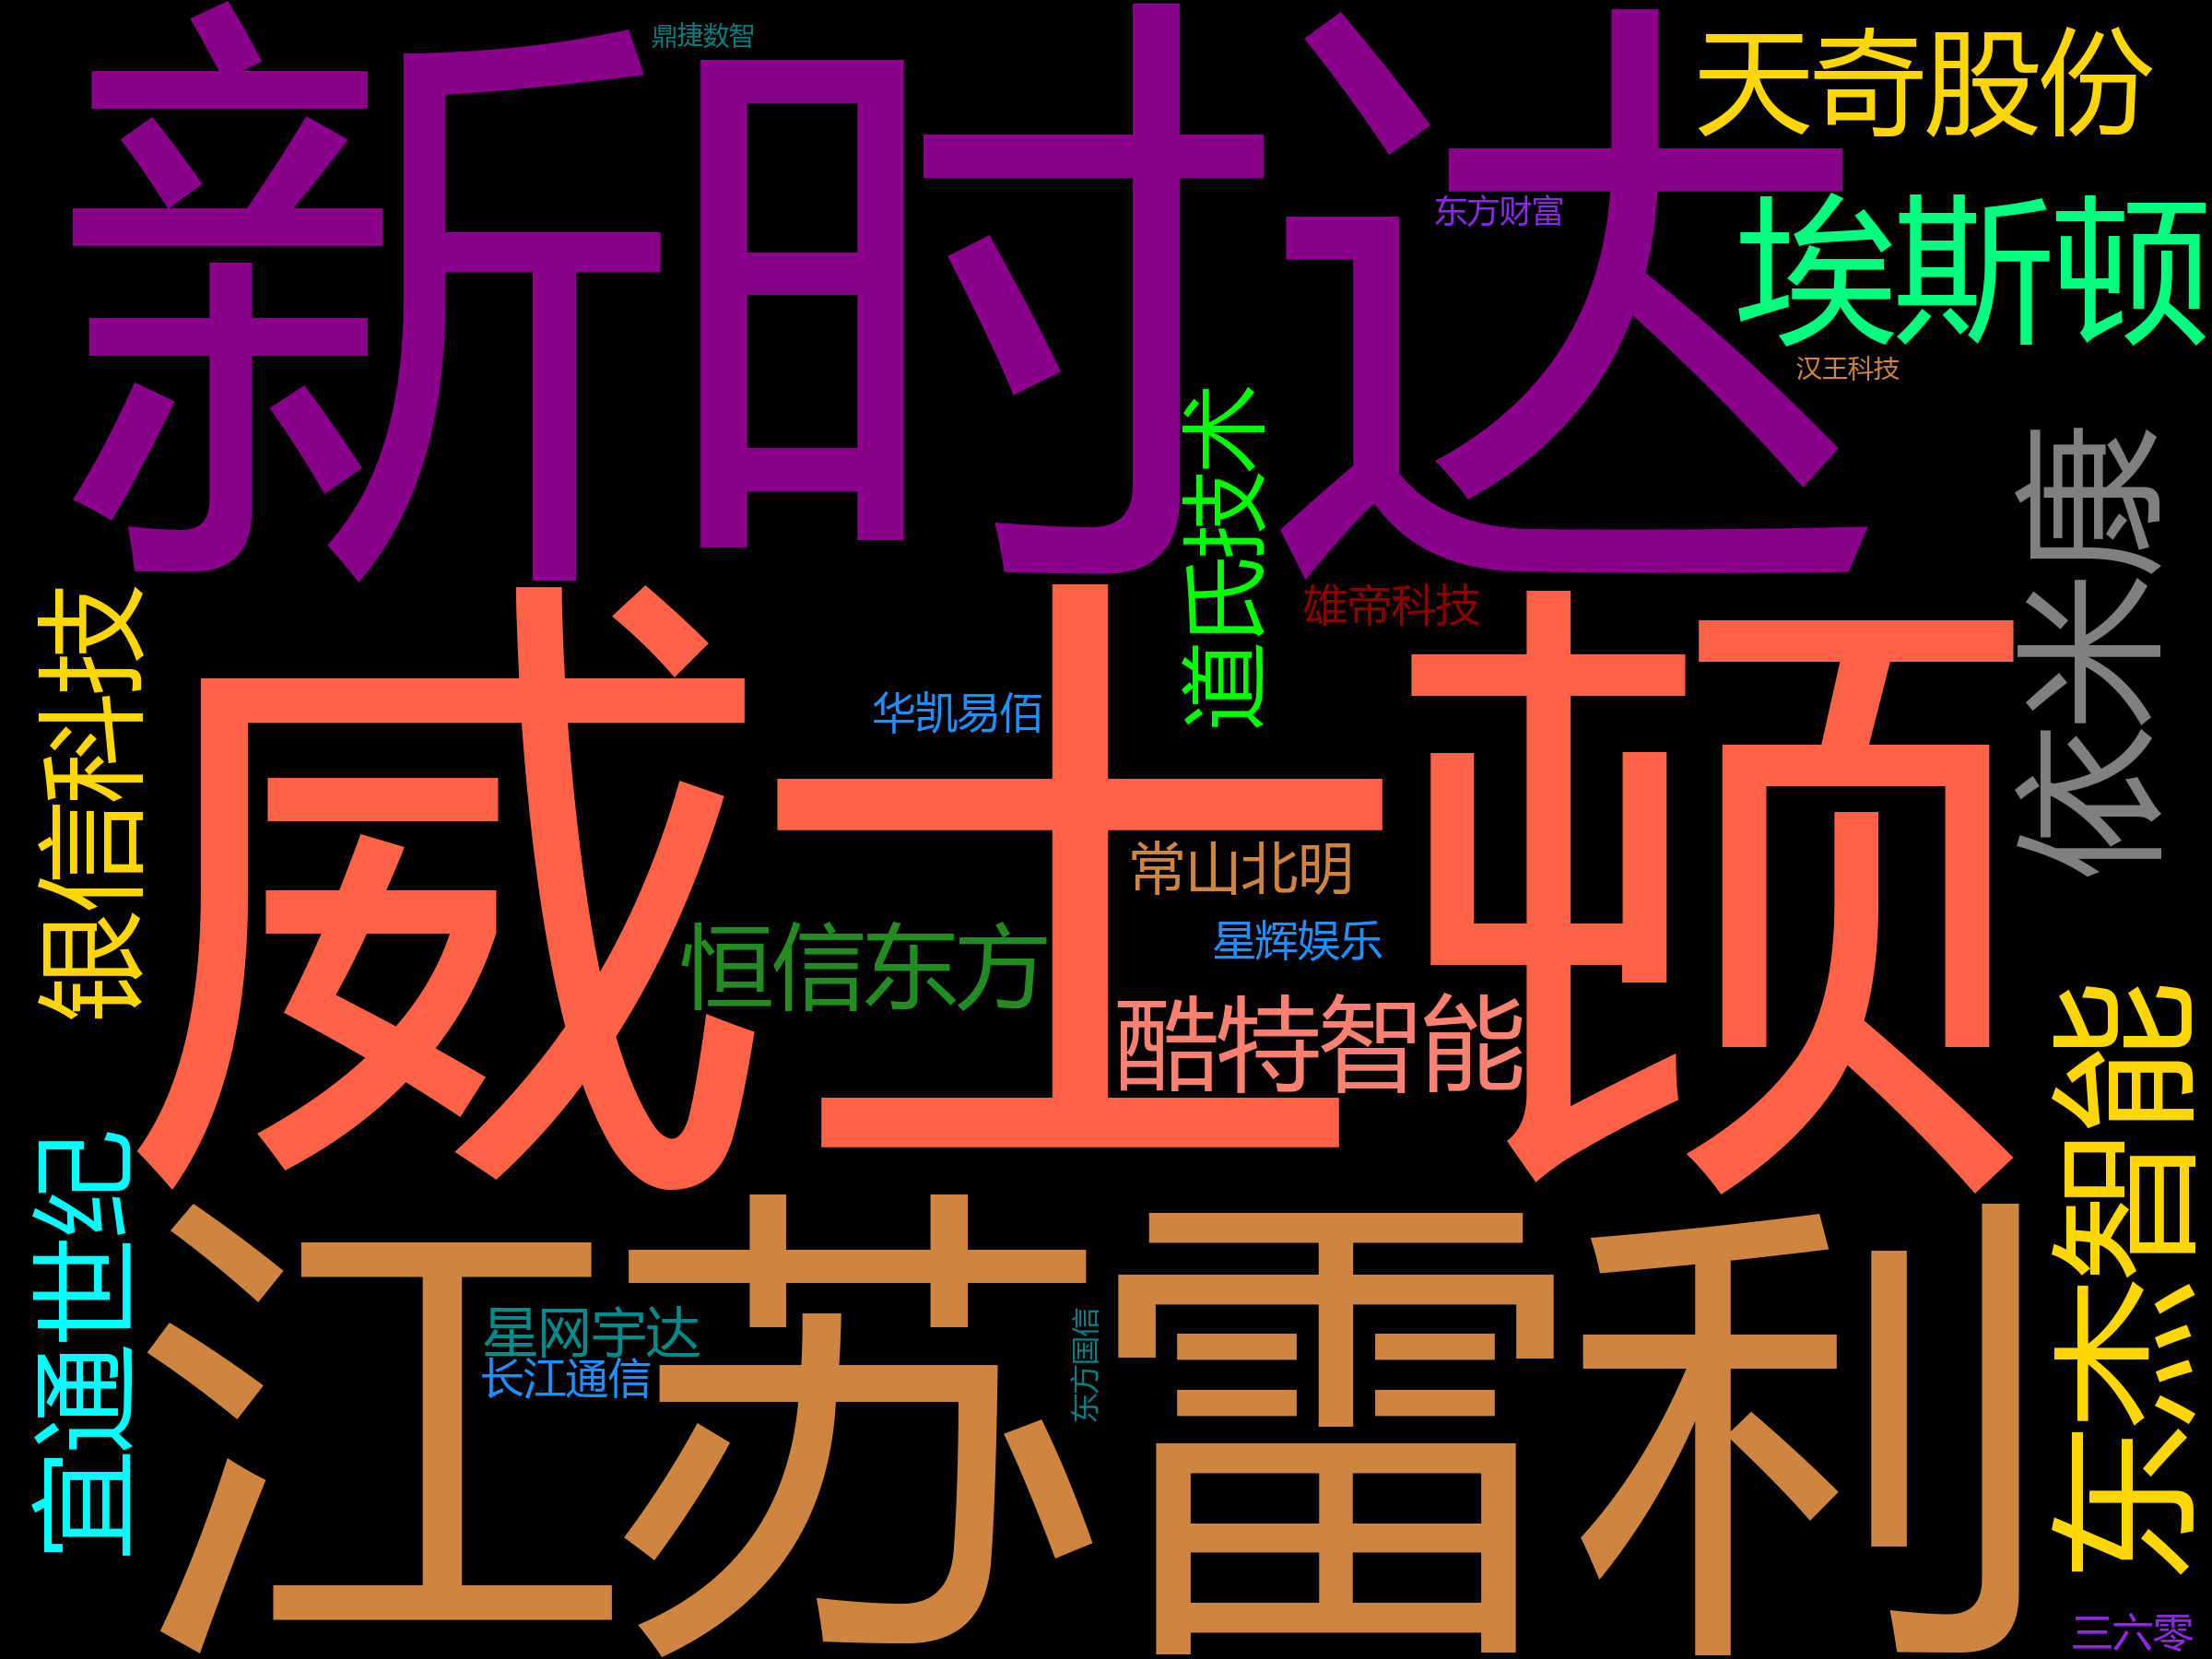 新时达
鼎捷数智
天奇股份
东方财富
埃斯顿
汉王科技
道氏技术
依米康
雄帝科技
银信科技
威士顿
华凯易佰
常山北明
恒信东方
星辉娱乐
酷特智能
东杰智能
宜通世纪
江苏雷利
星网宇达
长江通信
东方国信
三六零